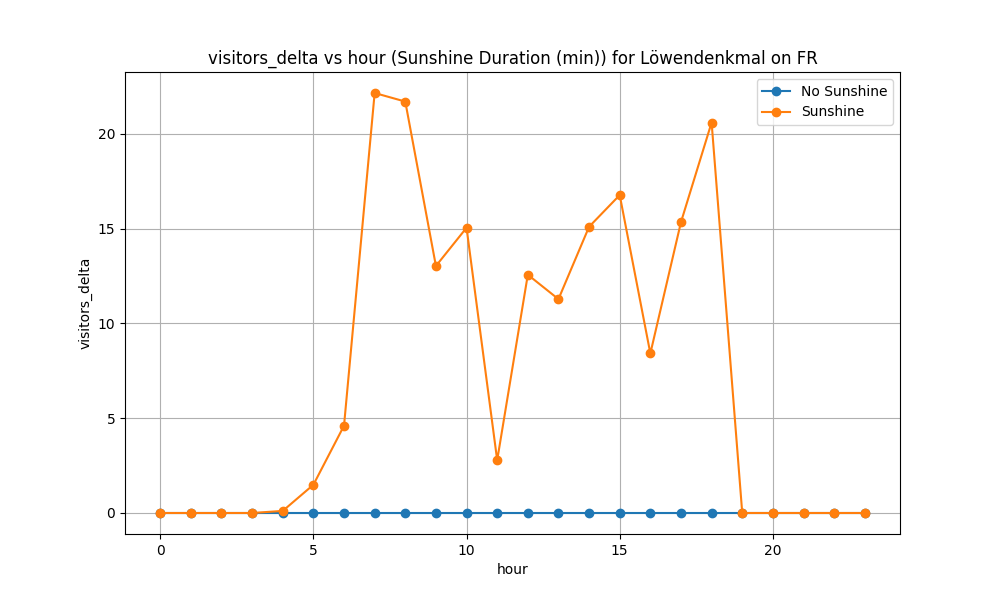 visitors_delta vs hour (Sunshine Duration (min)) for Löwendenkmal on FR
No Sunshine
Sunshine
visitors_delta
20
15
10
5
0
0 5 10 15 20
hour